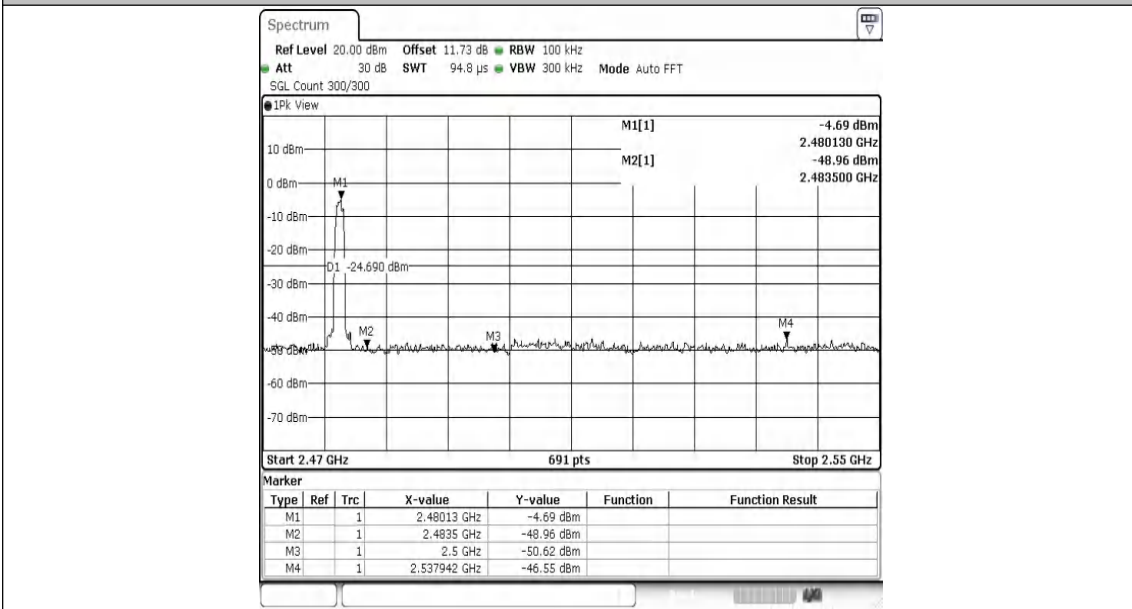 Spectrum
Ref Level 20.00 dBm Offset 11.73 dB RBW 100 kHz
Att 30 dB SWT 94.8 µs VBW 300 kHz Mode Auto FFT
SGL Count 300/300
1Pk View
M1[1] -4.69 dBm
2.480130 GHz
10 dBm
M2[1] -48.96 dBm
2.483500 GHz
0 dBm
M1
-10 dBm
-20 dBm
D1 -24.690 dBm
-30 dBm
-40 dBm
M2
M3
M4
-50 dBm
-60 dBm
-70 dBm
Start 2.47 GHz 691 pts Stop 2.55 GHz
Marker
Type Ref Trc X-value Y-value Function Function Result
M1 1 2.48013 GHz -4.69 dBm
M2 1 2.4835 GHz -48.96 dBm
M3 1 2.5 GHz -50.62 dBm
M4 1 2.537942 GHz -46.55 dBm